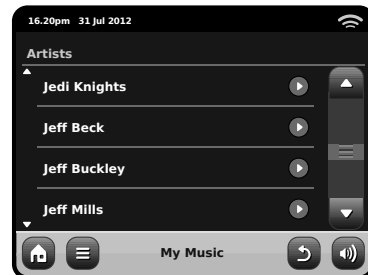 16.20pm 31 Jul 2012
Artists
Jedi Knights
Jeff Beck
Jeff Buckley
Jeff Mills
My Music